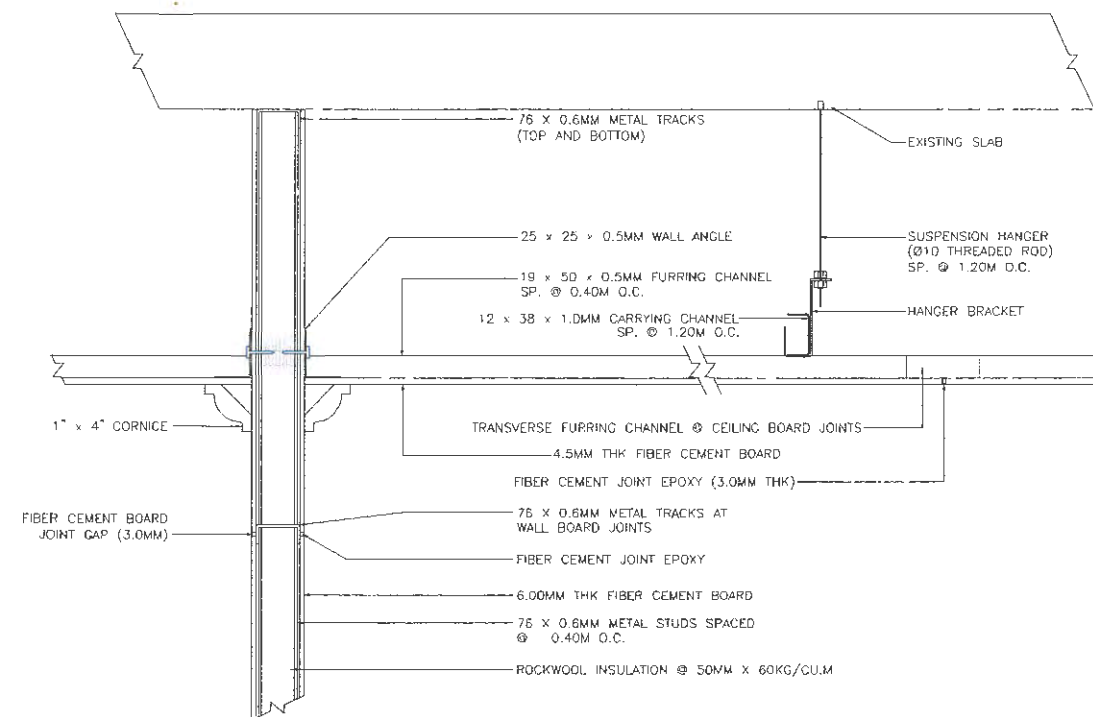 76 X 0.6MM METAL TRACKS
(TOP AND BOTTOM)
EXISTING SLAB
25 x 25 x 0.5MM WALL ANGLE
SUSPENSION HANGER
(Ø10 THREADED ROD)
SP. @ 1.20M O.C.
19 x 50 x 0.5MM FURRING CHANNEL
SP. @ 0.40M O.C.
HANGER BRACKET
12 x 38 x 1.0MM CARRYING CHANNEL
SP. @ 1.20M O.C.
1" x 4" CORNICE
TRANSVERSE FURRING CHANNEL @ CEILING BOARD JOINTS
4.5MM THK FIBER CEMENT BOARD
FIBER CEMENT JOINT EPOXY (3.0MM THK)
FIBER CEMENT BOARD
JOINT GAP (3.0MM)
76 X 0.6MM METAL TRACKS AT
WALL BOARD JOINTS
FIBER CEMENT JOINT EPOXY
6.00MM THK FIBER CEMENT BOARD
76 X 0.6MM METAL STUDS SPACED
@ 0.40M O.C.
ROCKWOOL INSULATION @ 50MM X 60KG/CU.M